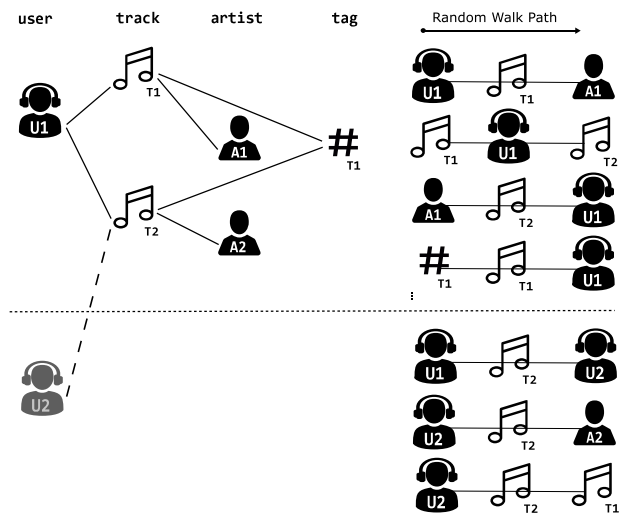 user track artist tag Random Walk Path
T1
U1
A1
T1
T2
A2
U2
U1 T1 A1
T1 U1 T2
A1 T2 U1
T1 T1 U1
U1 T2 U2
U2 T2 A2
U2 T2 T1